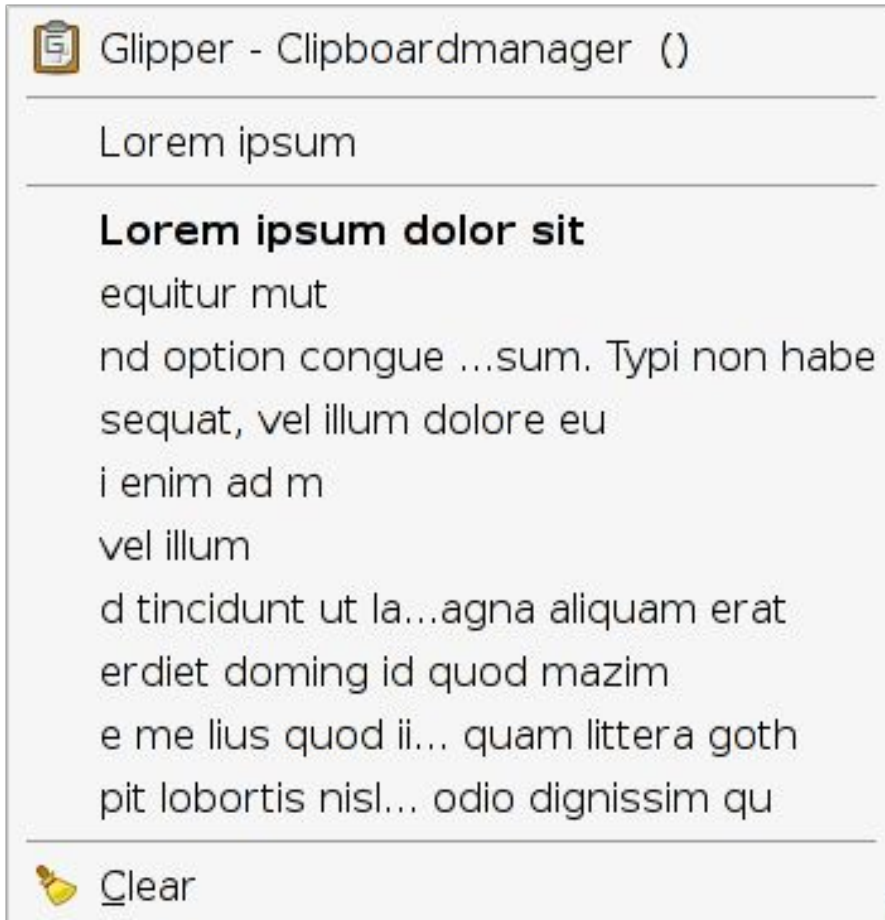 Glipper - Clipboardmanager ()
Lorem ipsum
Lorem ipsum dolor sit
equitur mut
nd option congue ...sum. Typi non habe
sequat, vel illum dolore eu
i enim ad m
vel illum
d tincidunt ut la...agna aliquam erat
erdiet doming id quod mazim
e me lius quod ii... quam littera goth
pit lobortis nisl... odio dignissim qu
Clear